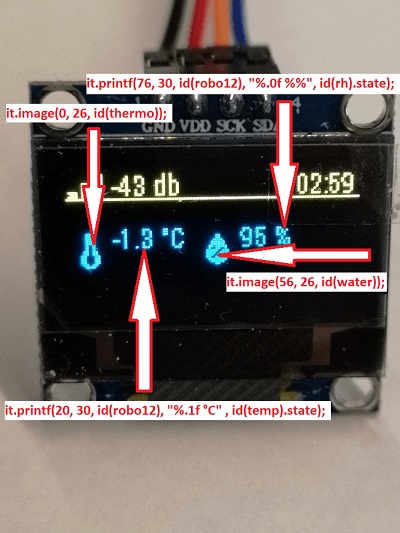 it.printf(76, 30, id(robo12), "%.0f %%", id(rh).state);
it.image(0, 26, id(thermo));
GND VDD SCK SDA
-43 db 02:59
-1.3 °C 95 %
it.image(56, 26, id(water));
it.printf(20, 30, id(robo12), "%.1f °C" , id(temp).state);